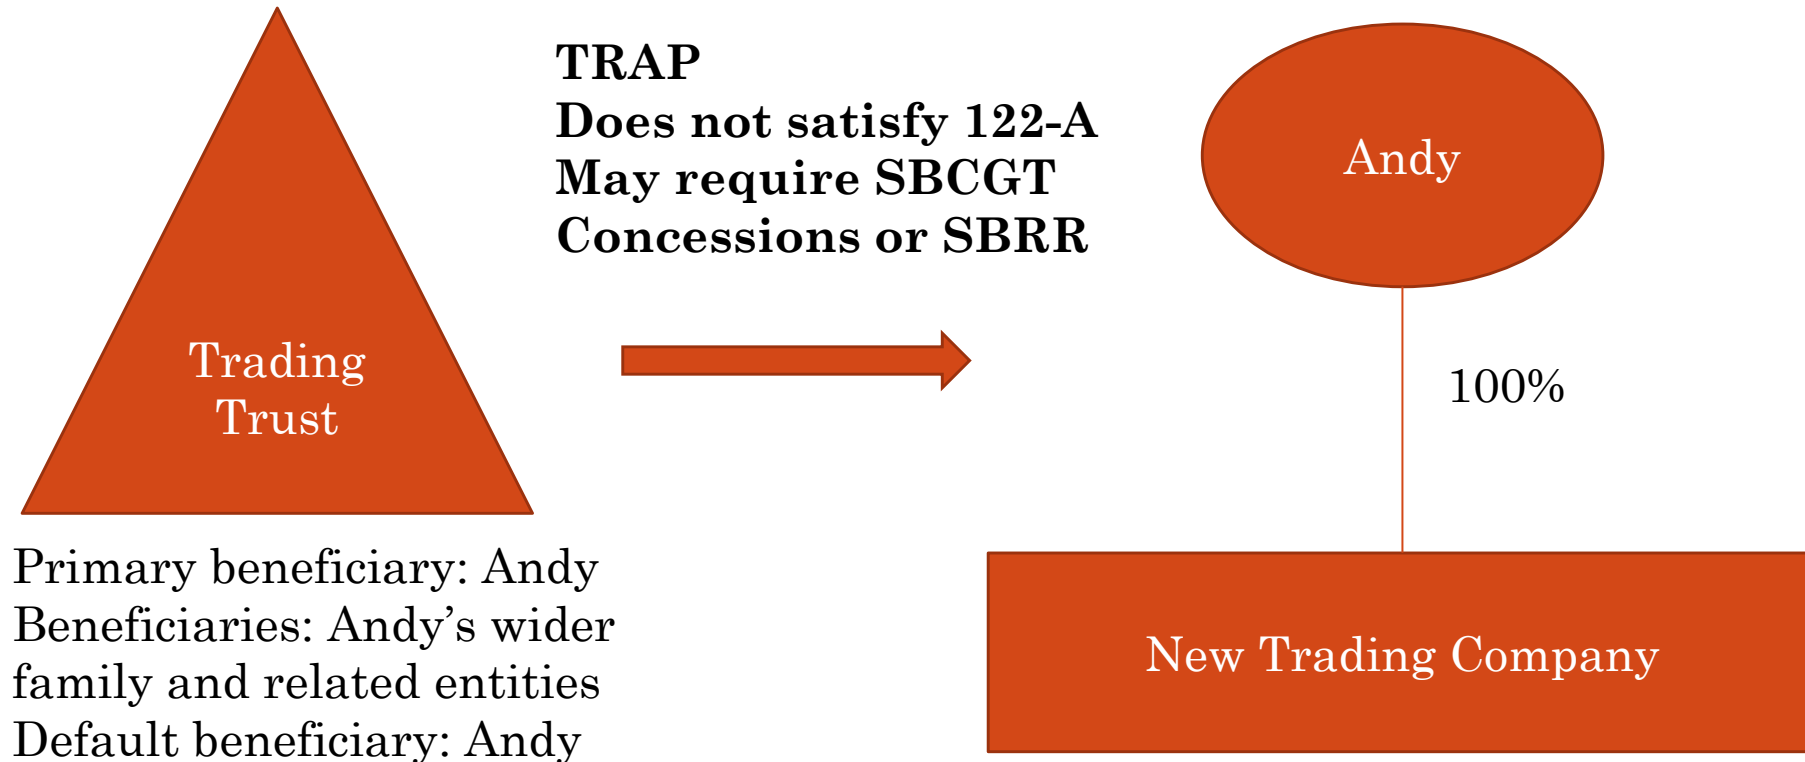 TRAP
Does not satisfy 122-A
May require SBCGT
Concessions or SBRR
Trading
Trust
Primary beneficiary: Andy
Beneficiaries: Andy’s wider
family and related entities
Default beneficiary: Andy
Andy
100%
New Trading Company